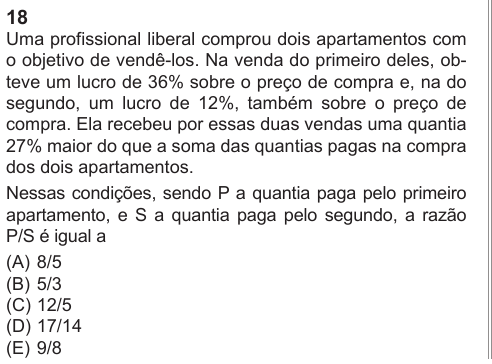 18
Uma profissional liberal comprou dois apartamentos com
o objetivo de vendê-los. Na venda do primeiro deles, ob-
teve um lucro de 36% sobre o preço de compra e, na do
segundo, um lucro de 12%, também sobre o preço de
compra. Ela recebeu por essas duas vendas uma quantia
27% maior do que a soma das quantias pagas na compra
dos dois apartamentos.
Nessas condições, sendo P a quantia paga pelo primeiro
apartamento, e S a quantia paga pelo segundo, a razão
P/S é igual a
(A) 8/5
(B) 5/3
(C) 12/5
(D) 17/14
(E) 9/8